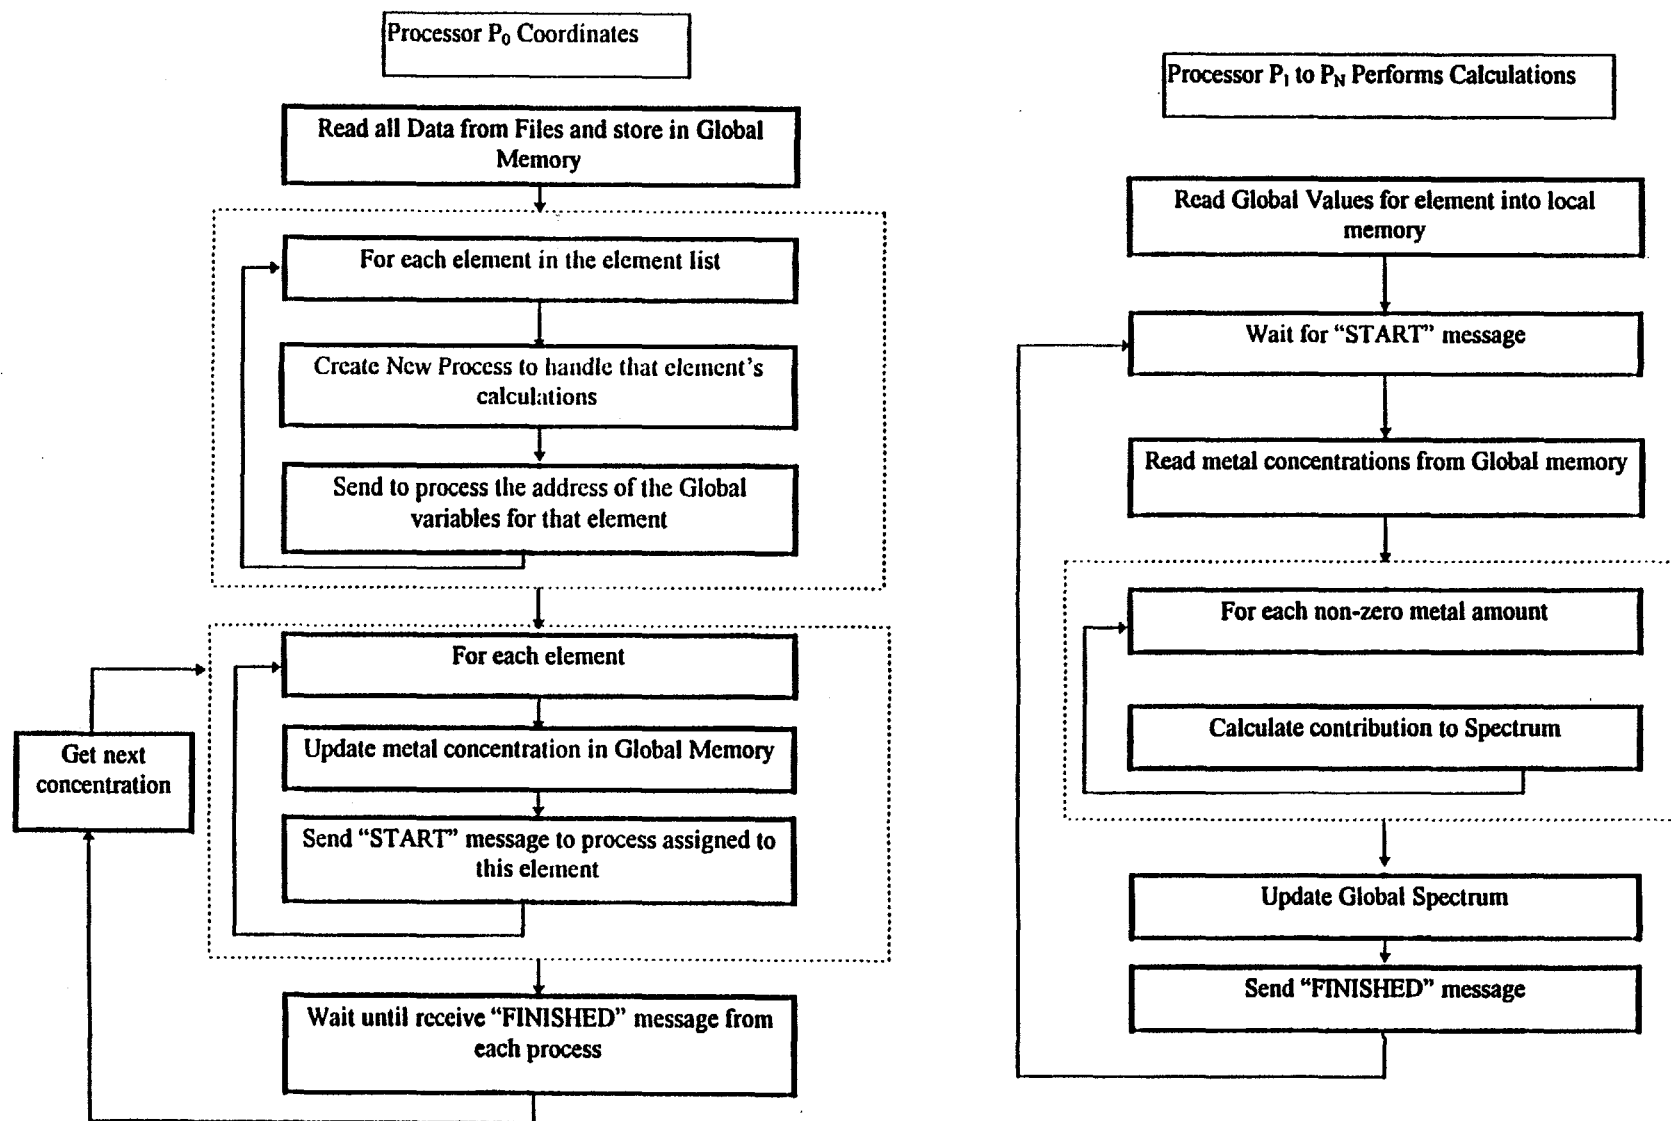 Processor P₀ Coordinates
Read all Data from Files and store in Global
Memory
For each element in the element list
Create New Process to handle that element's
calculations
Send to process the address of the Global
variables for that element
For each element
Update metal concentration in Global Memory
Send “START” message to process assigned to
this element
Get next
concentration
Wait until receive “FINISHED” message from
each process
Processor P₁ to Pɴ Performs Calculations
Read Global Values for element into local
memory
Wait for “START” message
Read metal concentrations from Global memory
For each non-zero metal amount
Calculate contribution to Spectrum
Update Global Spectrum
Send “FINISHED” message